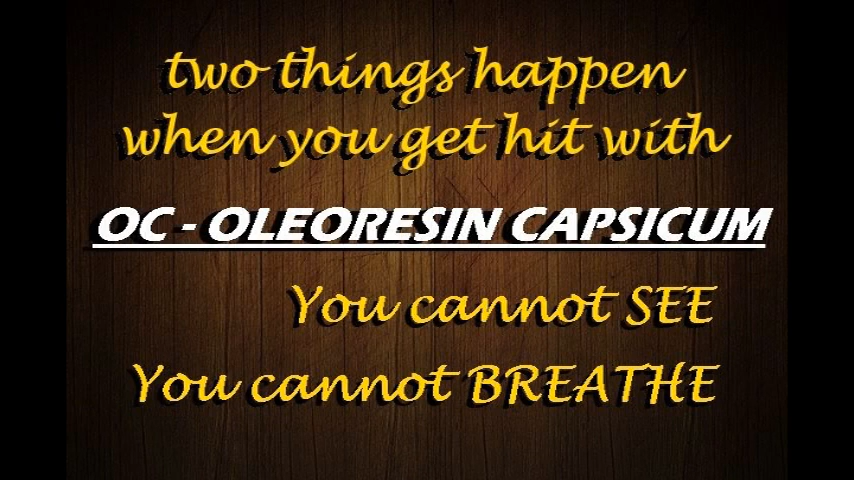 two things happen
when you get hit with
OC - OLEORESIN CAPSICUM
You cannot SEE
You cannot BREATHE